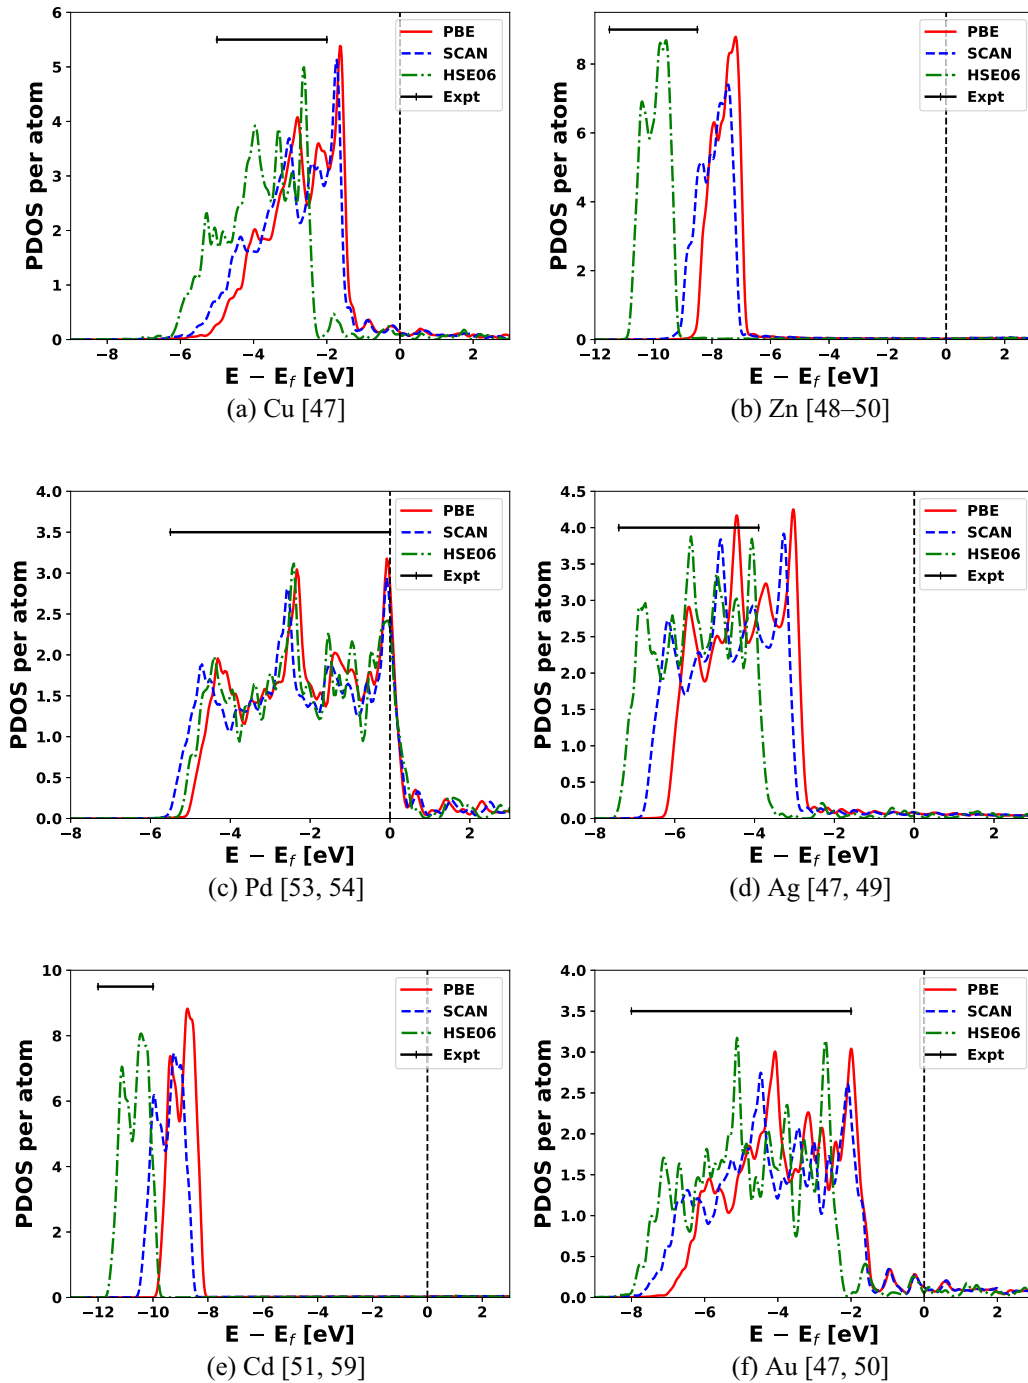 PDOS per atom
6
5
4
3
2
1
0
PBE
SCAN
HSE06
Expt
−8 −6 −4 −2 0 2
E − E_f [eV]
(a) Cu [47]
PDOS per atom
8
6
4
2
0
PBE
SCAN
HSE06
Expt
−12 −10 −8 −6 −4 −2 0 2
E − E_f [eV]
(b) Zn [48–50]
PDOS per atom
4.0
3.5
3.0
2.5
2.0
1.5
1.0
0.5
0.0
PBE
SCAN
HSE06
Expt
−8 −6 −4 −2 0 2
E − E_f [eV]
(c) Pd [53, 54]
PDOS per atom
4.5
4.0
3.5
3.0
2.5
2.0
1.5
1.0
0.5
0.0
PBE
SCAN
HSE06
Expt
−8 −6 −4 −2 0 2
E − E_f [eV]
(d) Ag [47, 49]
PDOS per atom
10
8
6
4
2
0
PBE
SCAN
HSE06
Expt
−12 −10 −8 −6 −4 −2 0 2
E − E_f [eV]
(e) Cd [51, 59]
PDOS per atom
4.0
3.5
3.0
2.5
2.0
1.5
1.0
0.5
0.0
PBE
SCAN
HSE06
Expt
−8 −6 −4 −2 0 2
E − E_f [eV]
(f) Au [47, 50]